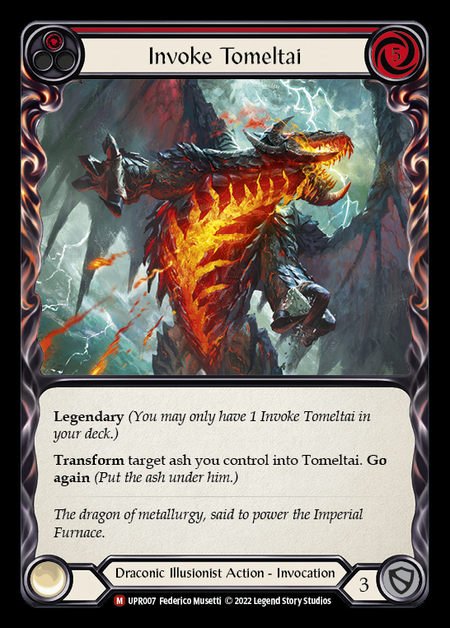 Invoke Tomeltai
5
Legendary (You may only have 1 Invoke Tomeltai in
your deck.)
Transform target ash you control into Tomeltai. Go
again (Put the ash under him.)
The dragon of metallurgy, said to power the Imperial
Furnace.
Draconic Illusionist Action - Invocation
3
M UPR007 Federico Musetti © 2022 Legend Story Studios